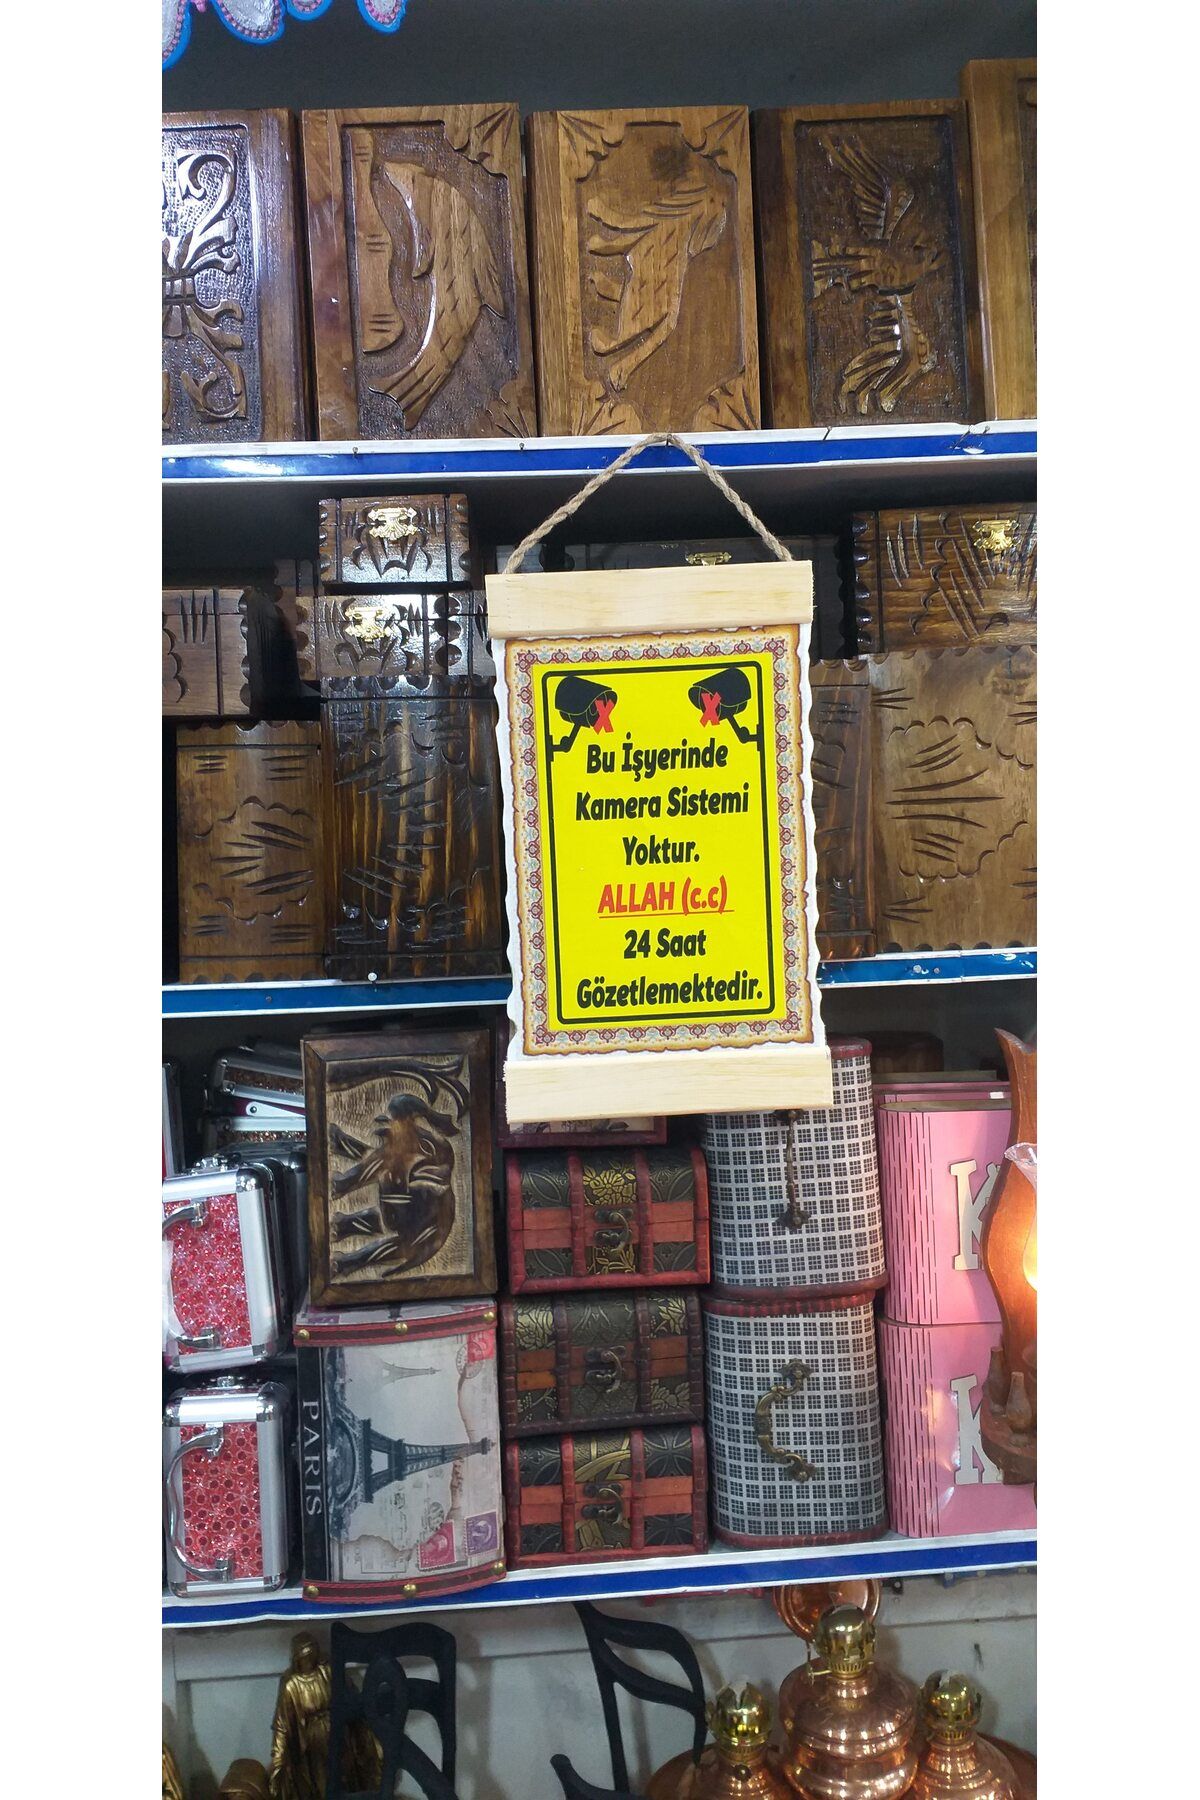 X X
Bu İşyerinde
Kamera Sistemi
Yoktur.
ALLAH (c.c)
24 Saat
Gözetlemektedir.
PARIS
K
K